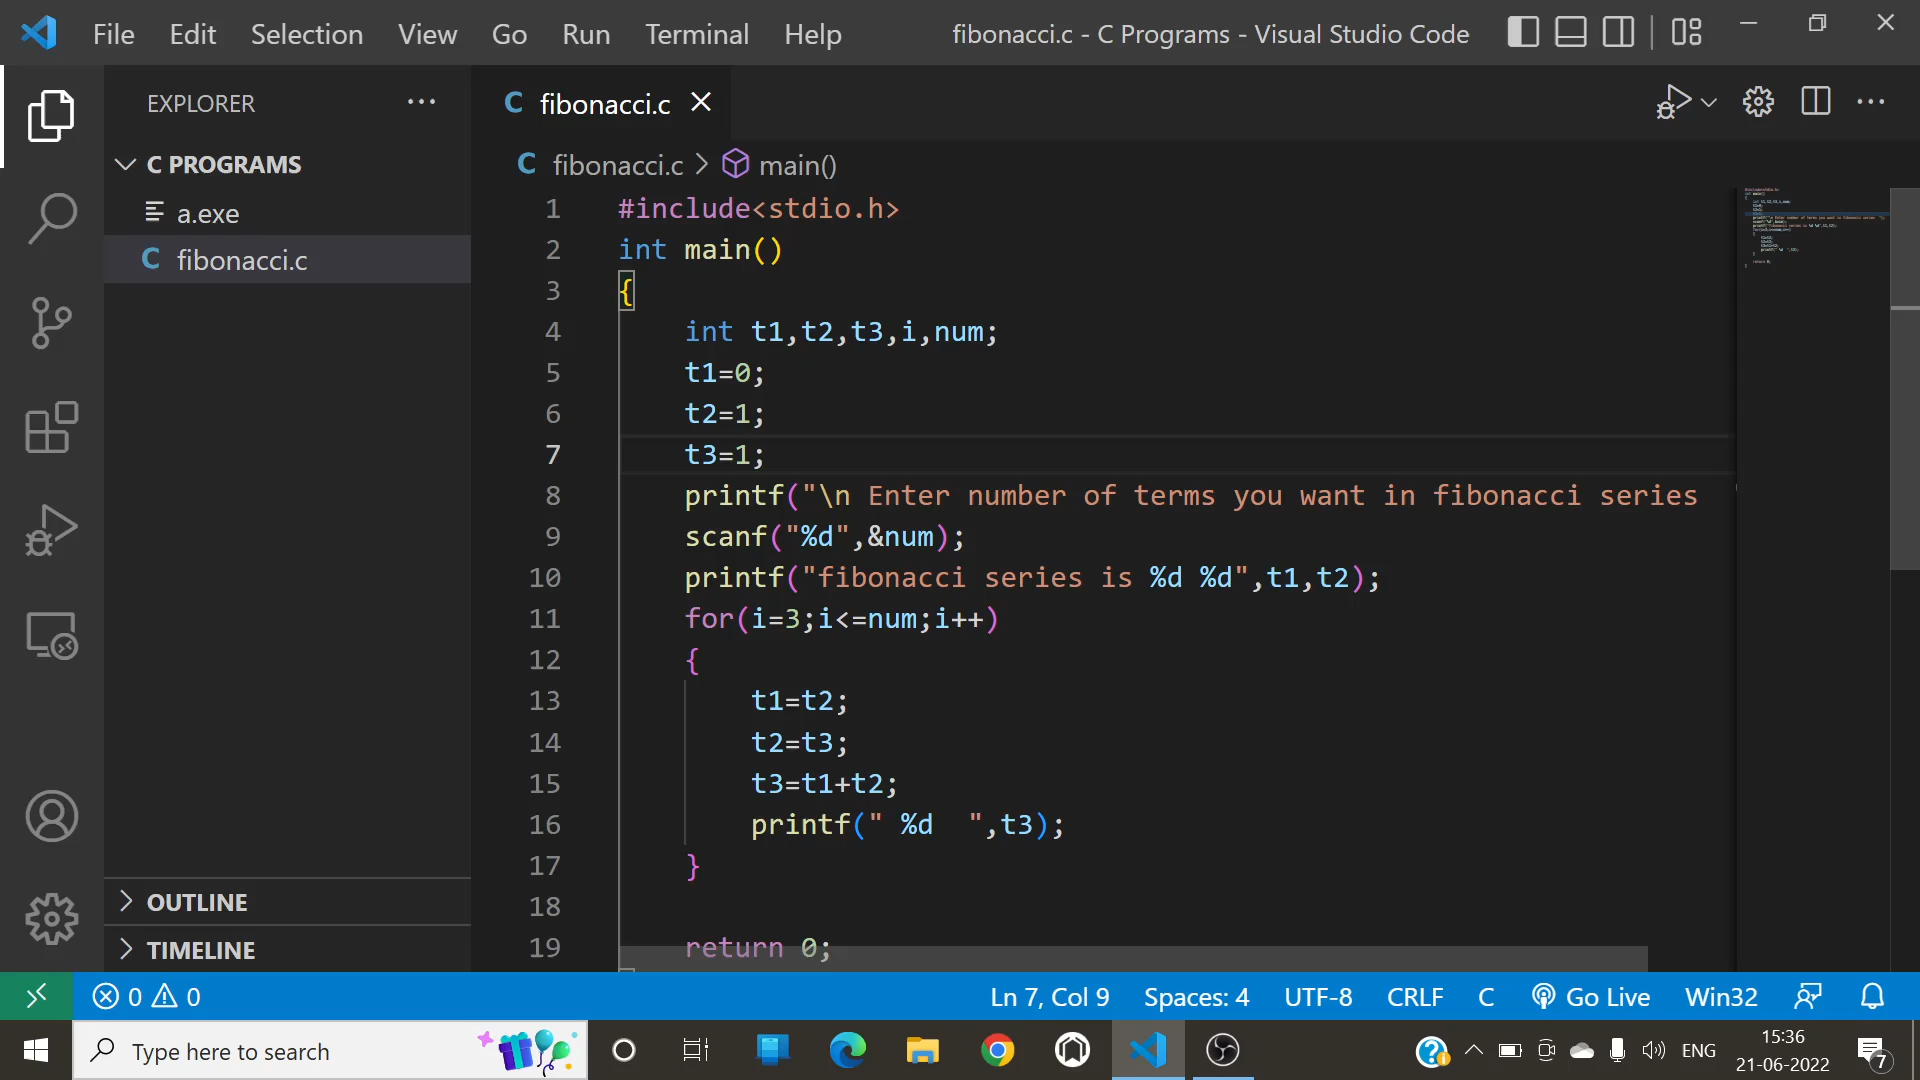 File Edit Selection View Go Run Terminal Help fibonacci.c - C Programs - Visual Studio Code
EXPLORER
C PROGRAMS
a.exe
C fibonacci.c
OUTLINE
TIMELINE
C fibonacci.c
C fibonacci.c > main()
1 #include<stdio.h>
2 int main()
3 {
4 int t1,t2,t3,i,num;
5 t1=0;
6 t2=1;
7 t3=1;
8 printf("\n Enter number of terms you want in fibonacci series
9 scanf("%d",&num);
10 printf("fibonacci series is %d %d",t1,t2);
11 for(i=3;i<=num;i++)
12 {
13 t1=t2;
14 t2=t3;
15 t3=t1+t2;
16 printf(" %d  ",t3);
17 }
18
19 return 0;
0 0 Ln 7, Col 9 Spaces: 4 UTF-8 CRLF C Go Live Win32
Type here to search
ENG
15:36
21-06-2022
7